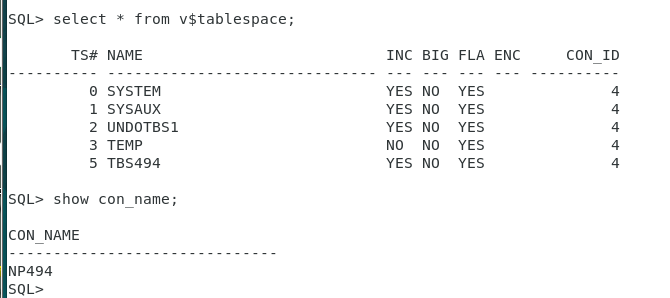 SQL> select * from v$tablespace;
       TS# NAME                           INC BIG FLA ENC     CON_ID
---------- ------------------------------ --- --- --- --- ----------
         0 SYSTEM                         YES NO  YES              4
         1 SYSAUX                         YES NO  YES              4
         2 UNDOTBS1                       YES NO  YES              4
         3 TEMP                           NO  NO  YES              4
         5 TBS494                         YES NO  YES              4
SQL> show con_name;
CON_NAME
------------------------------
NP494
SQL>